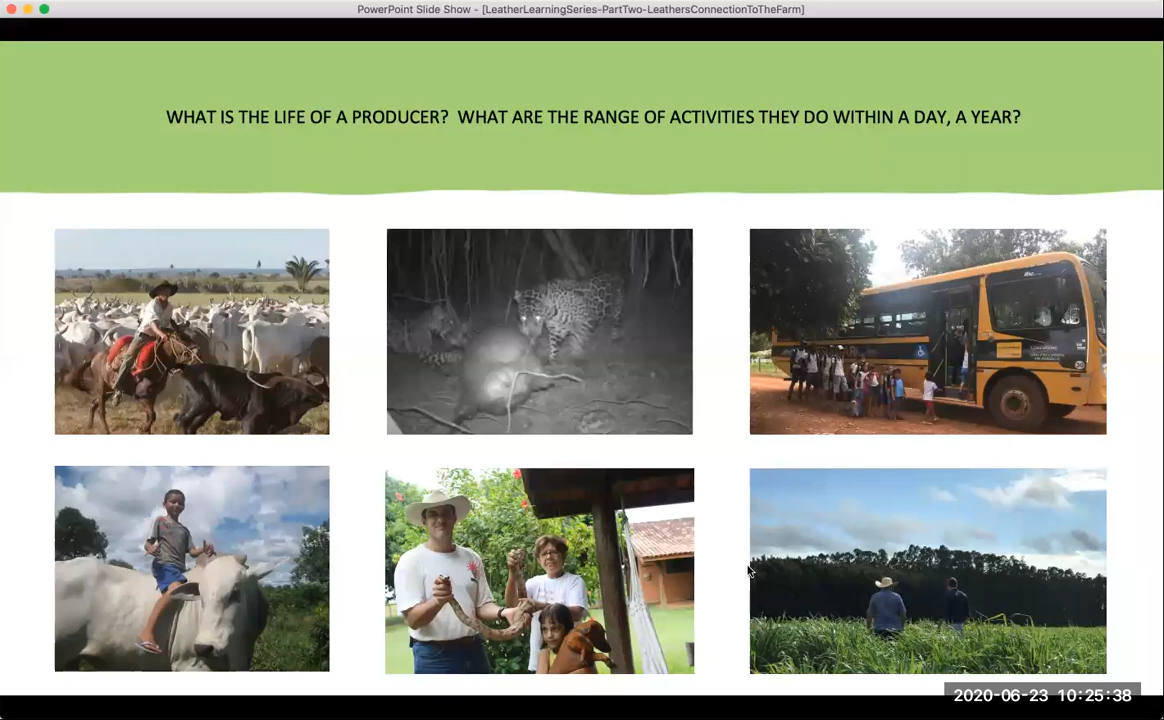 PowerPoint Slide Show - [LeatherLearningSeries-PartTwo-LeathersConnectionToTheFarm]
WHAT IS THE LIFE OF A PRODUCER?  WHAT ARE THE RANGE OF ACTIVITIES THEY DO WITHIN A DAY, A YEAR?
2020-06-23 10:25:38